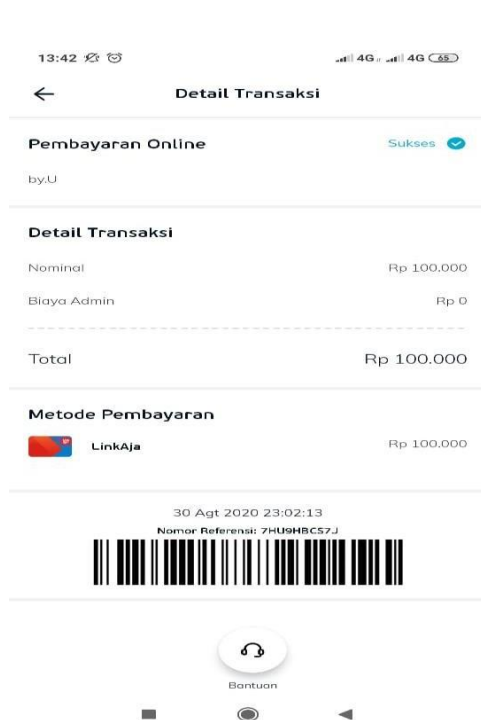 13:42 4G 4G 65
Detail Transaksi
Pembayaran Online Sukses
by.U
Detail Transaksi
Nominal Rp 100.000
Biaya Admin Rp 0
Total Rp 100.000
Metode Pembayaran
LinkAja Rp 100.000
30 Agt 2020 23:02:13
Nomor Referensi: 7HU9HBCS7J
Bantuan